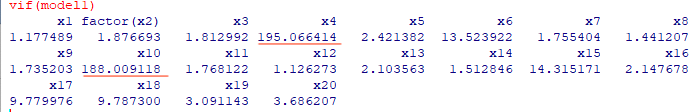 vif(model1)
x1 factor(x2) x3 x4 x5 x6 x7 x8
1.177489 1.876693 1.812992 195.066414 2.421382 13.523922 1.755404 1.441207
x9 x10 x11 x12 x13 x14 x15 x16
1.735203 188.009118 1.768122 1.126273 2.103563 1.512846 14.315171 2.147678
x17 x18 x19 x20
9.779976 9.787300 3.091143 3.686207